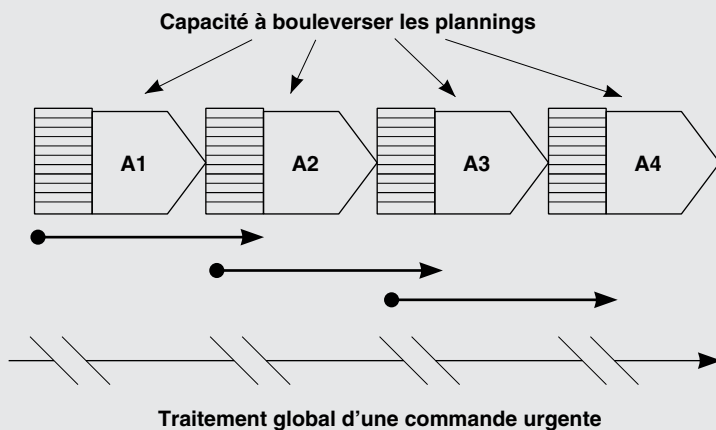 Capacité à bouleverser les plannings
A1 A2 A3 A4
Traitement global d'une commande urgente